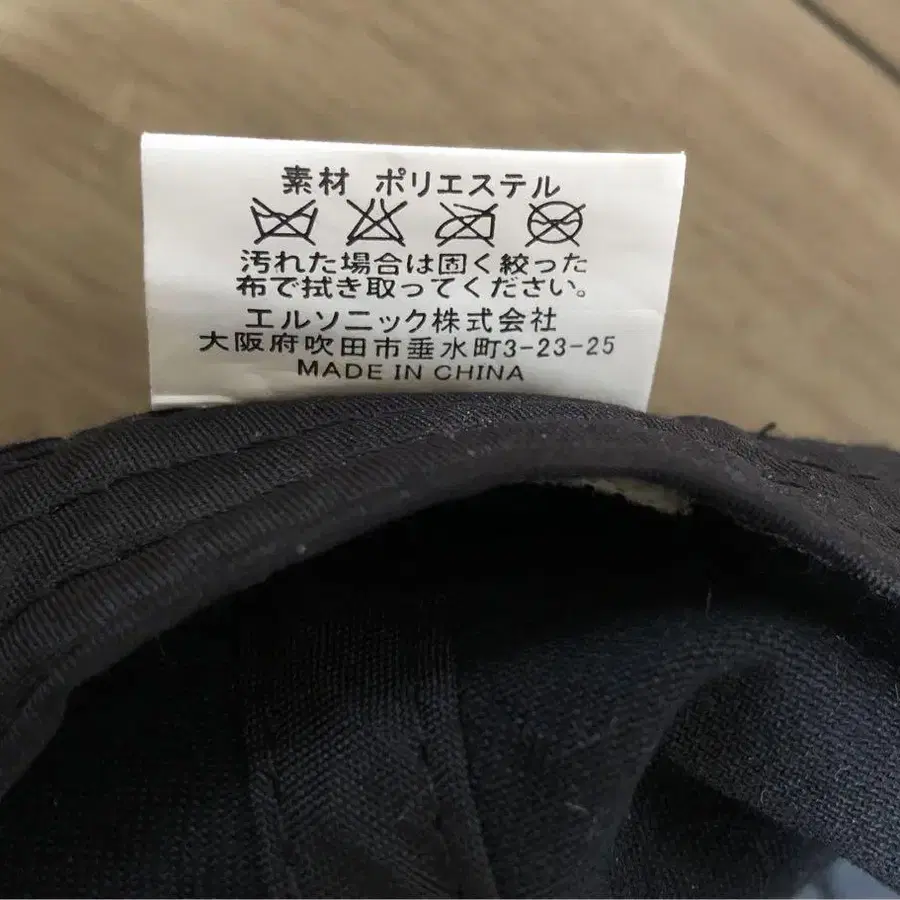 素材 ポリエステル
汚れた場合は固く絞った
布で拭き取ってください。
エルソニック株式会社
大阪府吹田市垂水町3-23-25
MADE IN CHINA